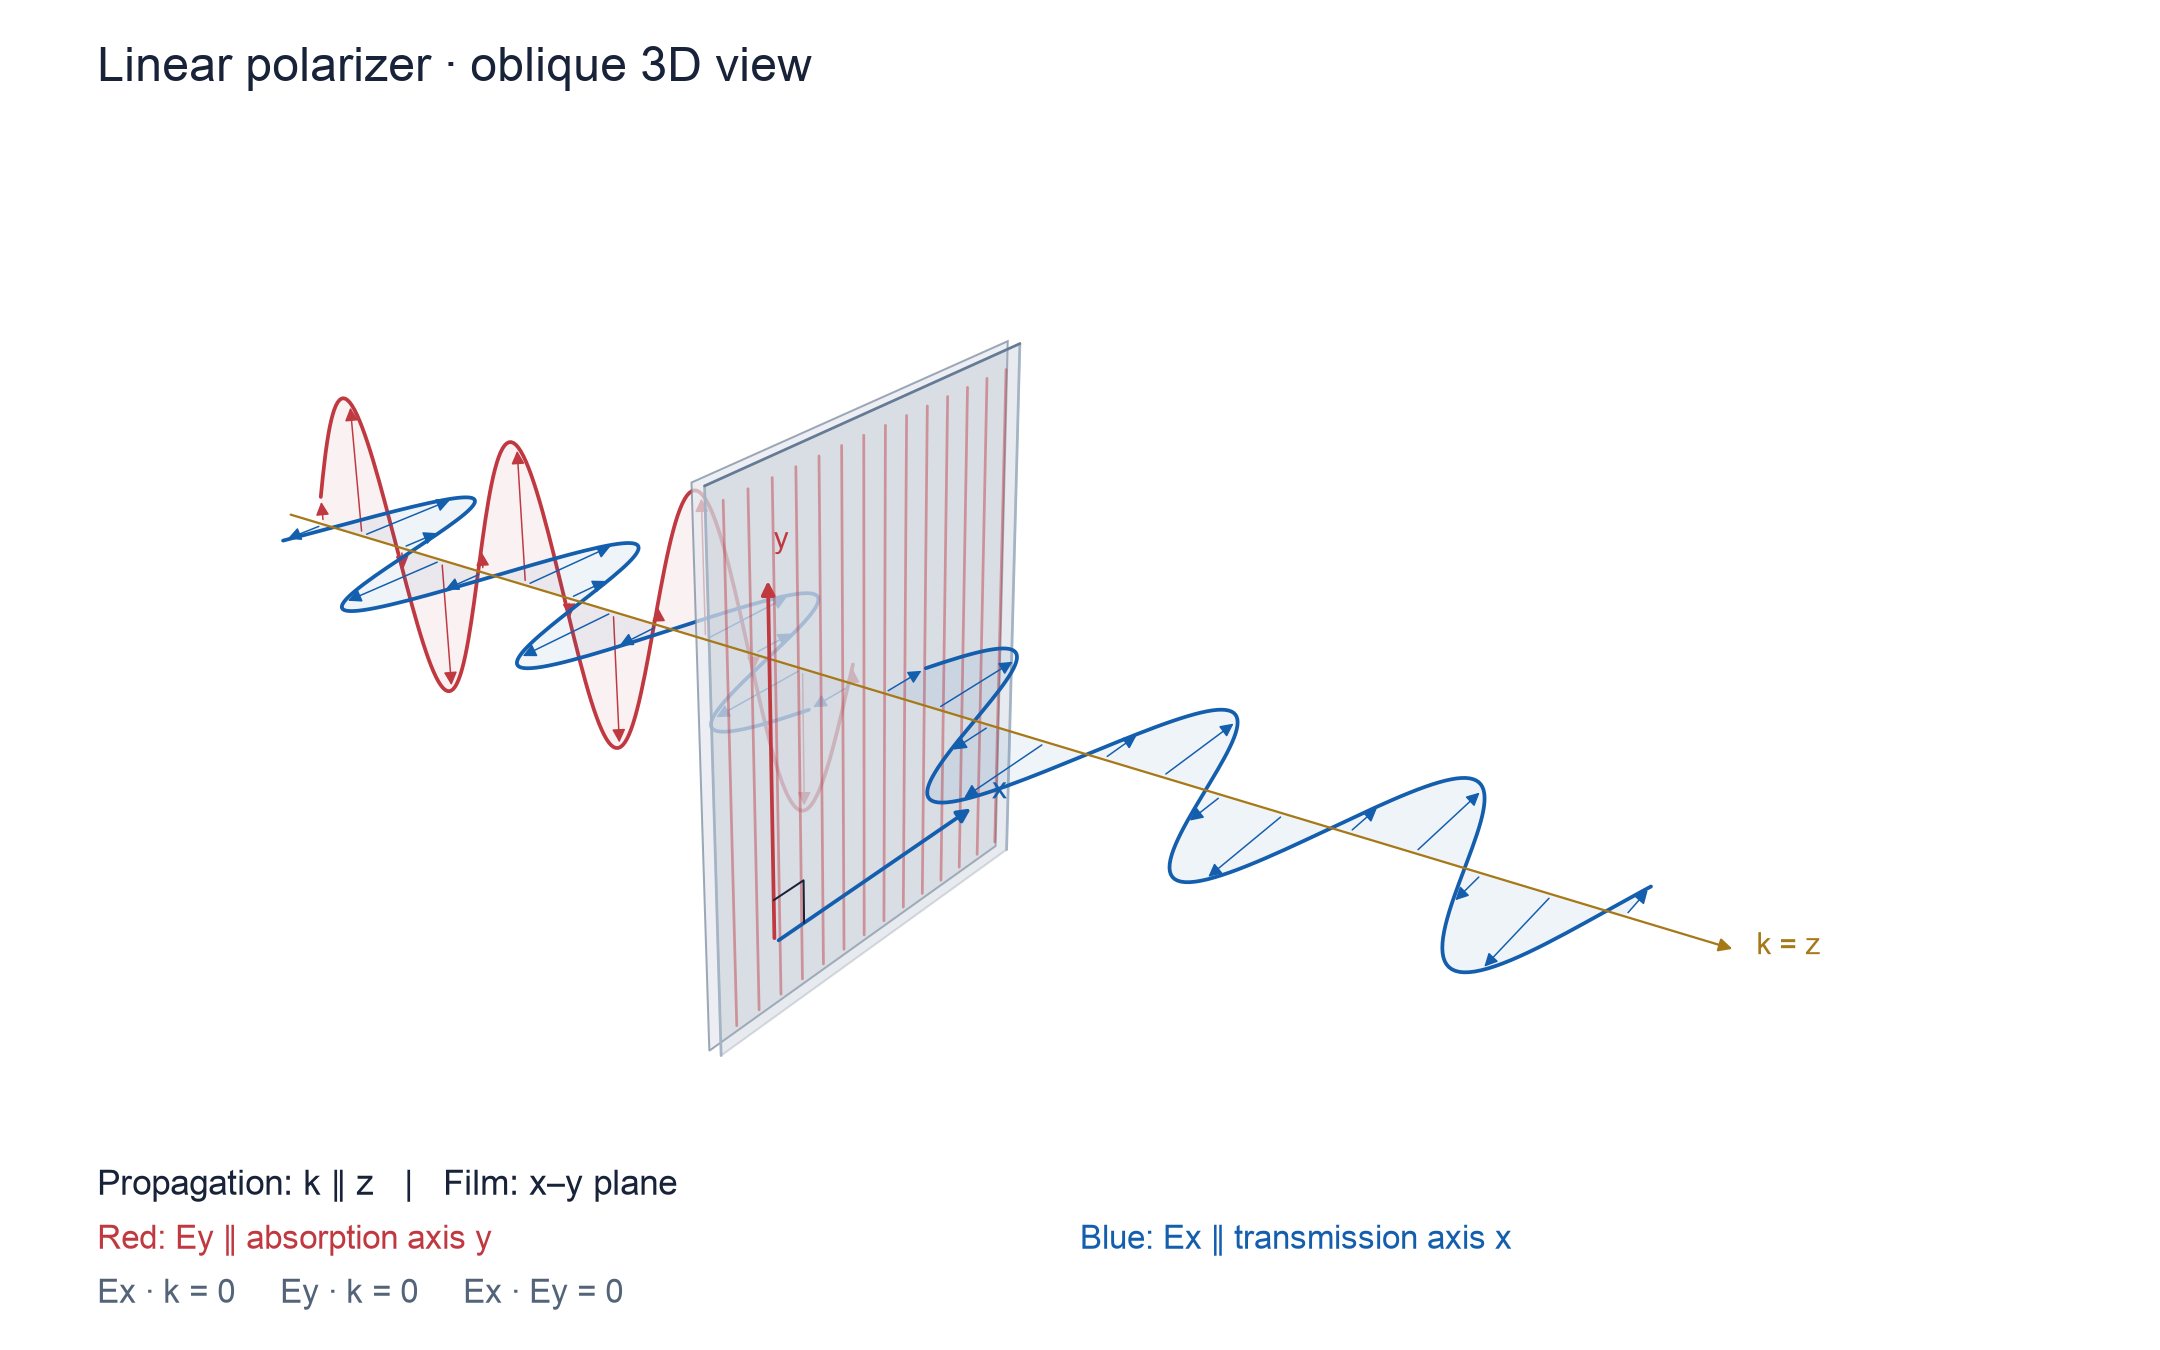 Linear polarizer · oblique 3D view
y
x
k = z
Propagation: k ∥ z | Film: x–y plane
Red: Ey ∥ absorption axis y
Blue: Ex ∥ transmission axis x
Ex · k = 0 Ey · k = 0 Ex · Ey = 0